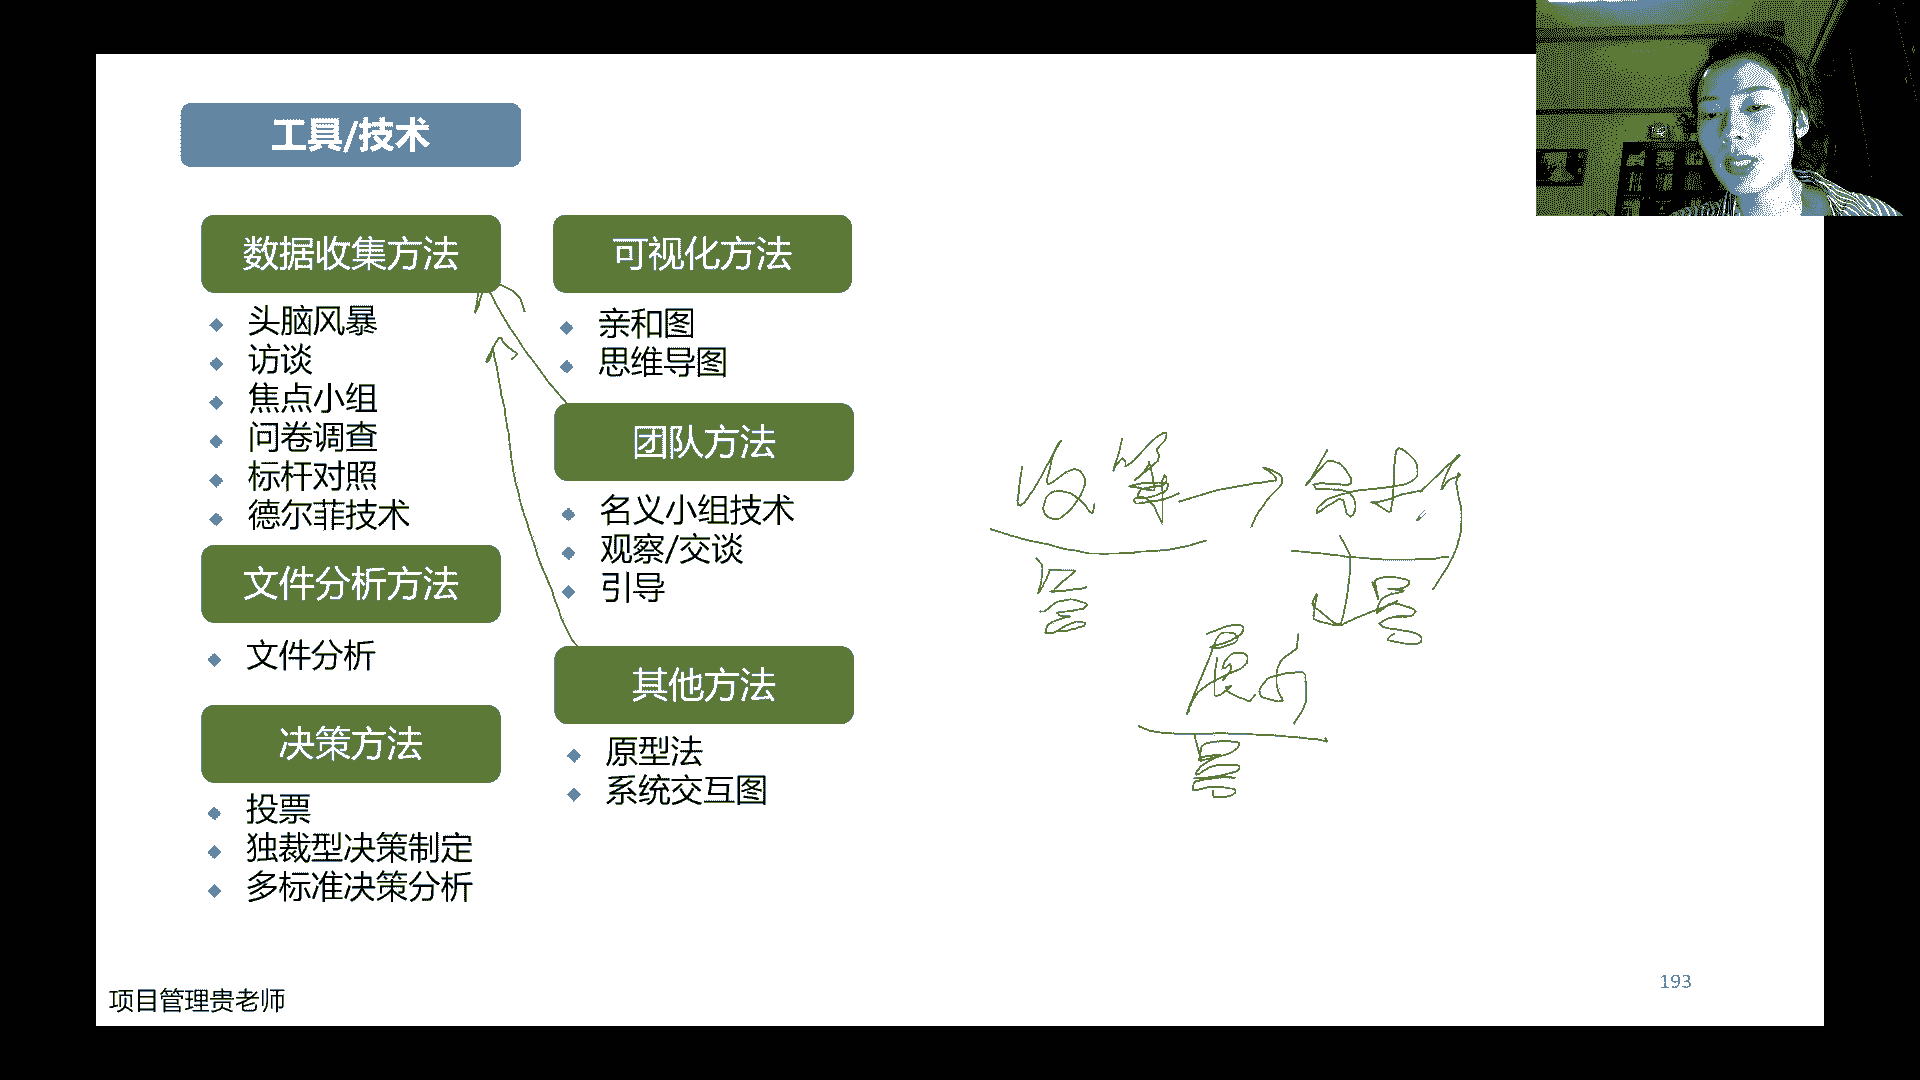 工具/技术
数据收集方法
头脑风暴
访谈
焦点小组
问卷调查
标杆对照
德尔菲技术
文件分析方法
文件分析
决策方法
投票
独裁型决策制定
多标准决策分析
可视化方法
亲和图
思维导图
团队方法
名义小组技术
观察/交谈
引导
其他方法
原型法
系统交互图
收集
分析
展示
项目管理贵老师
193